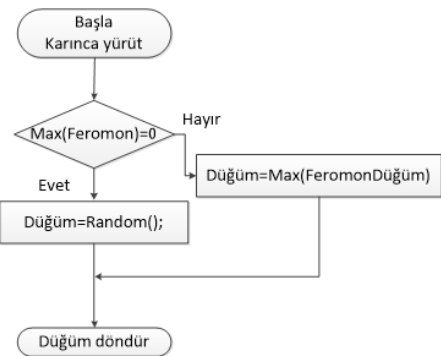 Başla
Karınca yürüt
Max(Feromon)=0
Hayır
Düğüm=Max(FeromonDüğüm)
Evet
Düğüm=Random();
Düğüm döndür